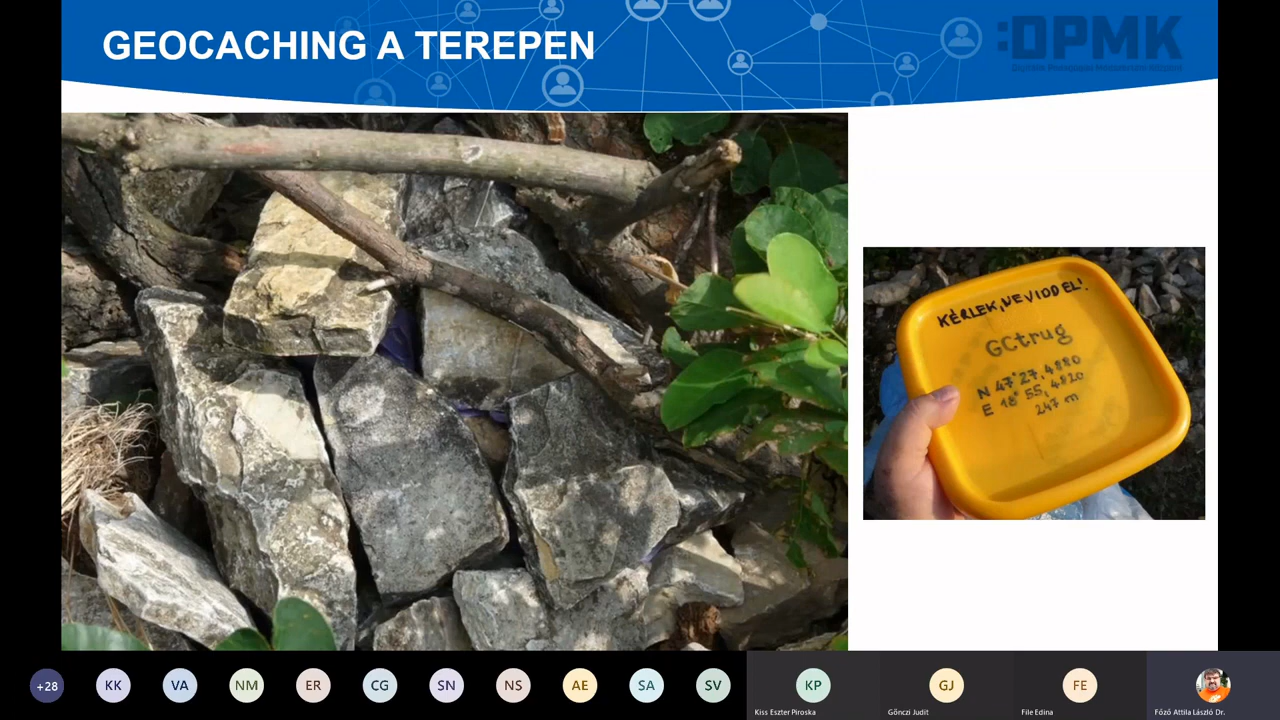 GEOCACHING A TEREPEN
:DPMK
KÉRLEK, NE VIDD EL!
GCtrug
N 47° 27, 4880
E 18° 55, 4820
247 m
+28
KK
VA
NM
ER
CG
SN
NS
AE
SA
SV
KP
GJ
FE
Kiss Eszter Piroska
Gőnczi Judit
File Edina
Főző Attila László Dr.